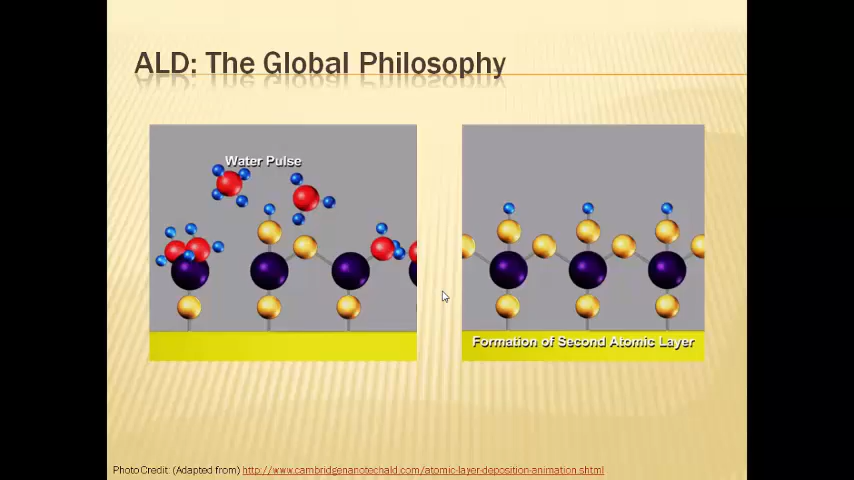 ALD: The Global Philosophy
Water Pulse
Formation of Second Atomic Layer
Photo Credit: (Adapted from) http://www.cambridgenanotechald.com/atomic-layer-deposition-animation.shtml